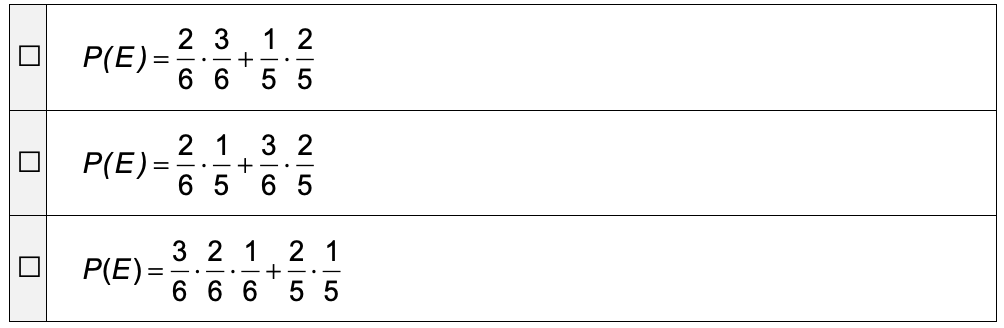 ☐ P(E) = 2/6 · 3/6 + 1/5 · 2/5
☐ P(E) = 2/6 · 1/5 + 3/6 · 2/5
☐ P(E) = 3/6 · 2/6 · 1/6 + 2/5 · 1/5